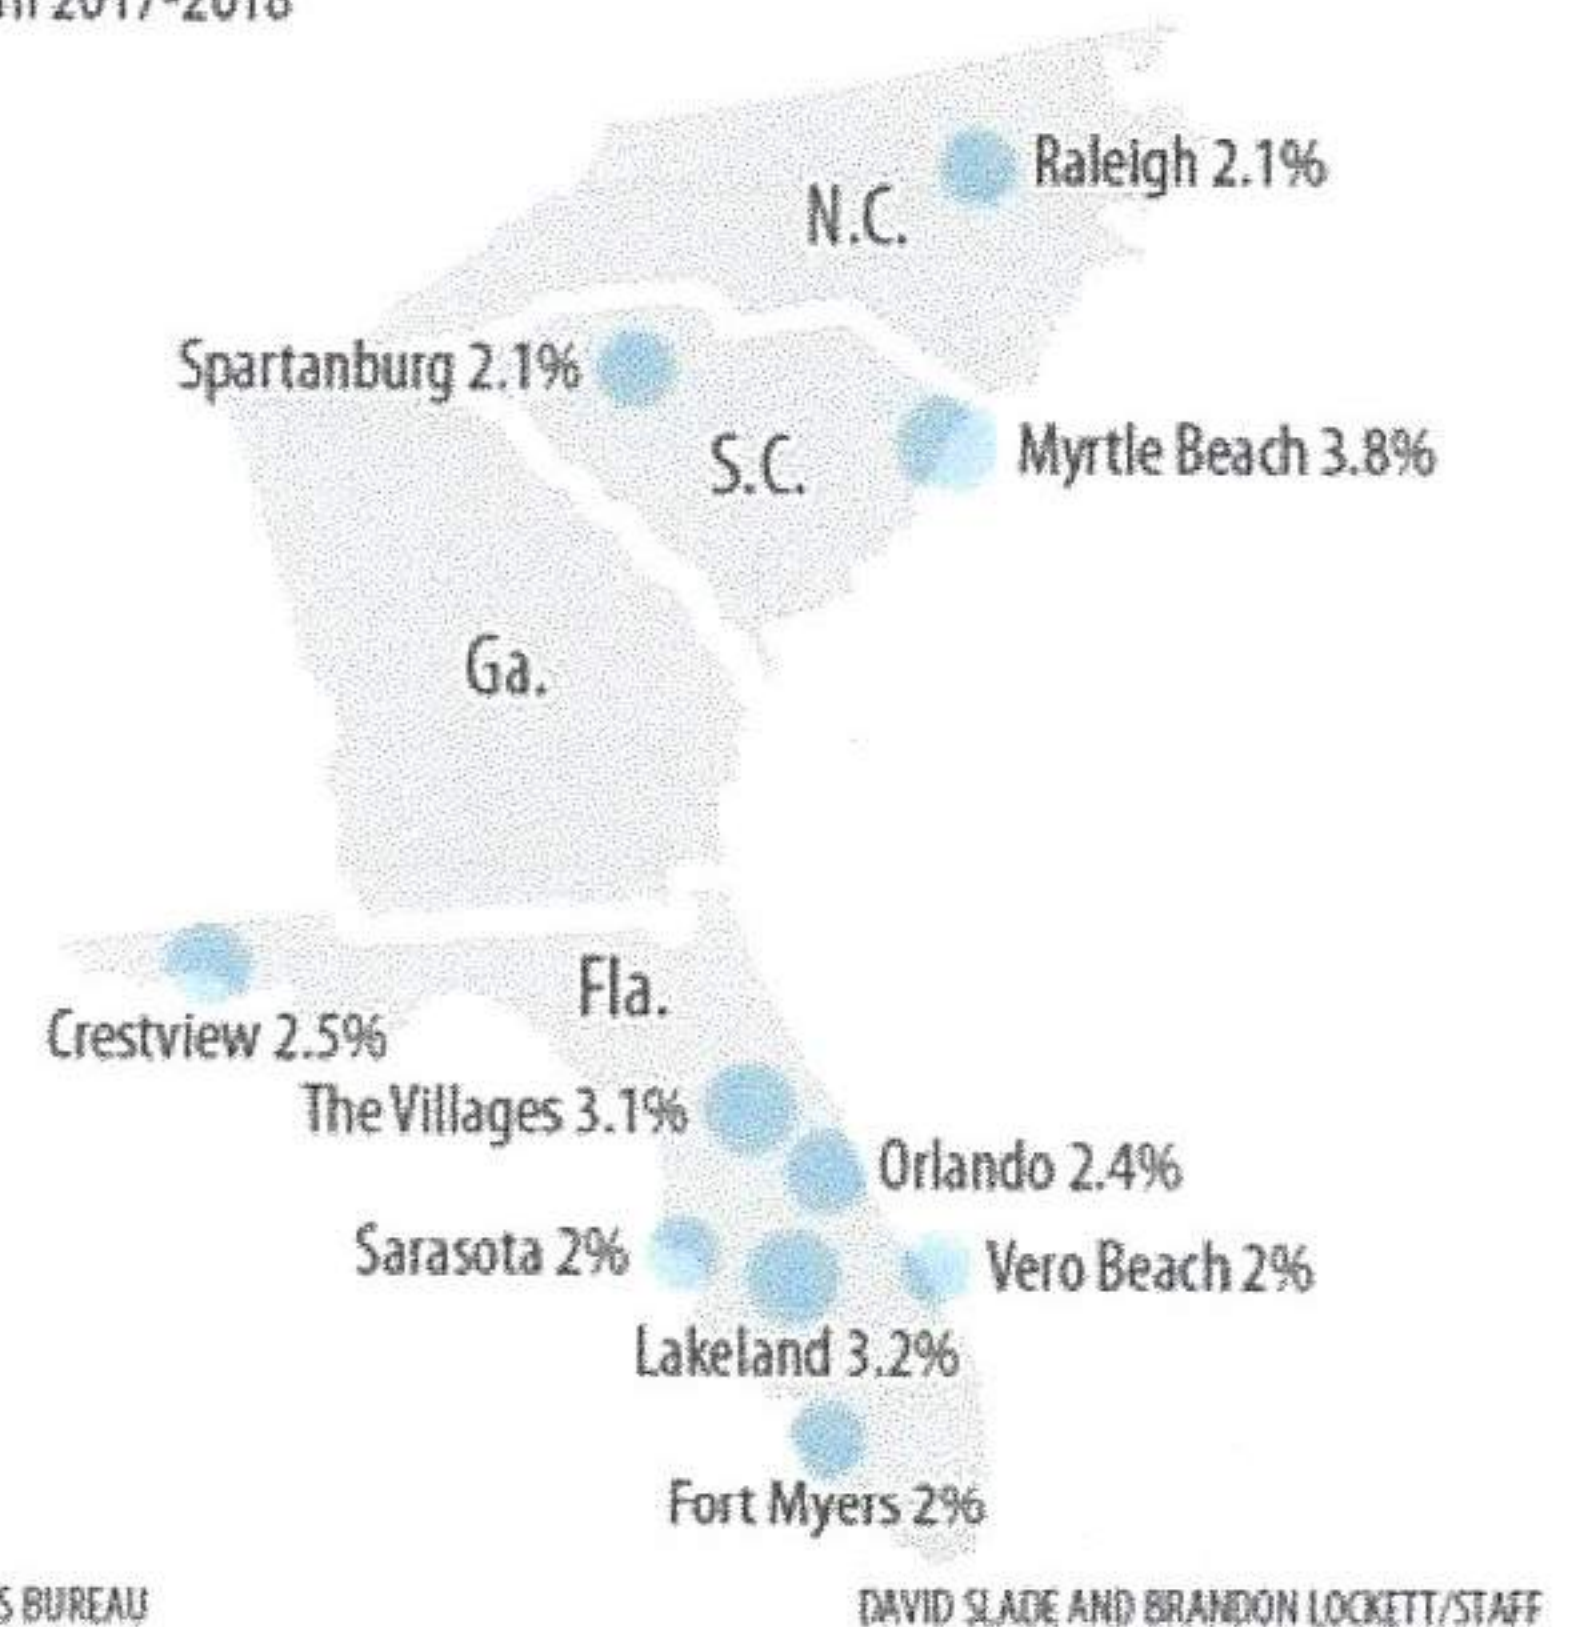 2017-2018
Raleigh 2.1%
N.C.
Spartanburg 2.1%
Myrtle Beach 3.8%
S.C.
Ga.
Crestview 2.5%
Fla.
The Villages 3.1%
Orlando 2.4%
Sarasota 2%
Vero Beach 2%
Lakeland 3.2%
Fort Myers 2%
S BUREAU
DAVID SLADE AND BRANDON LOCKETT/STAFF